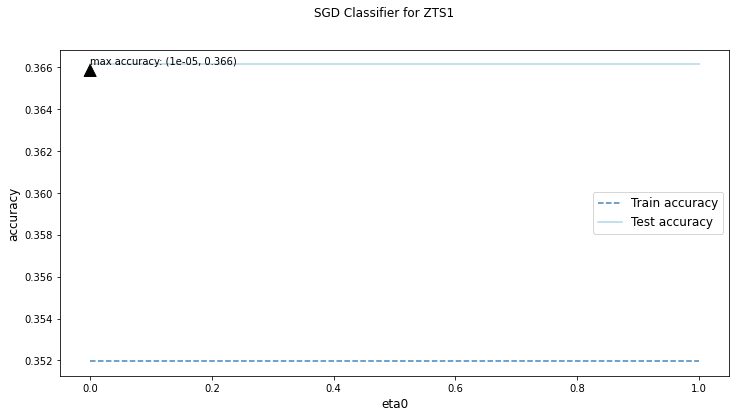 SGD Classifier for ZTS1
max accuracy: (1e-05, 0.366)
0.366
0.364
0.362
0.360
0.358
0.356
0.354
0.352
accuracy
Train accuracy
Test accuracy
0.0 0.2 0.4 0.6 0.8 1.0
eta0